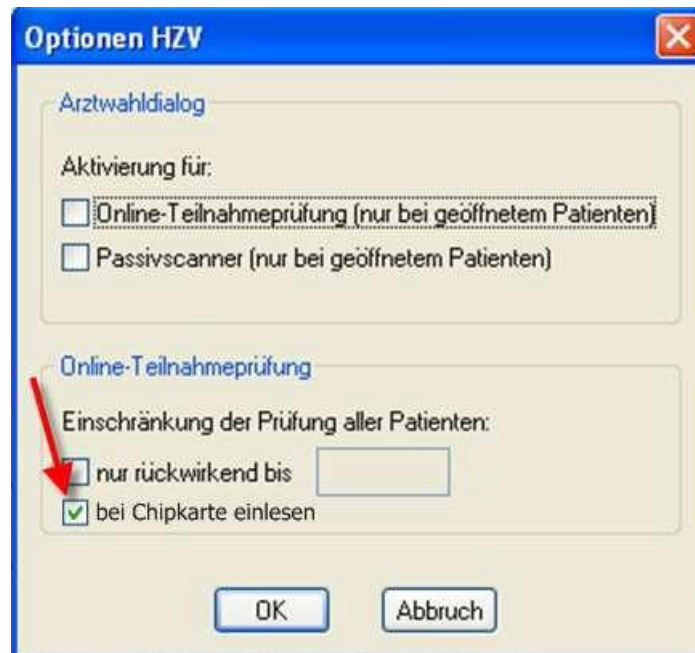 Optionen HZV
Arztwahldialog
Aktivierung für:
Online-Teilnahmeprüfung (nur bei geöffnetem Patienten)
Passivscanner (nur bei geöffnetem Patienten)
Online-Teilnahmeprüfung
Einschränkung der Prüfung aller Patienten:
nur rückwirkend bis
bei Chipkarte einlesen
OK Abbruch